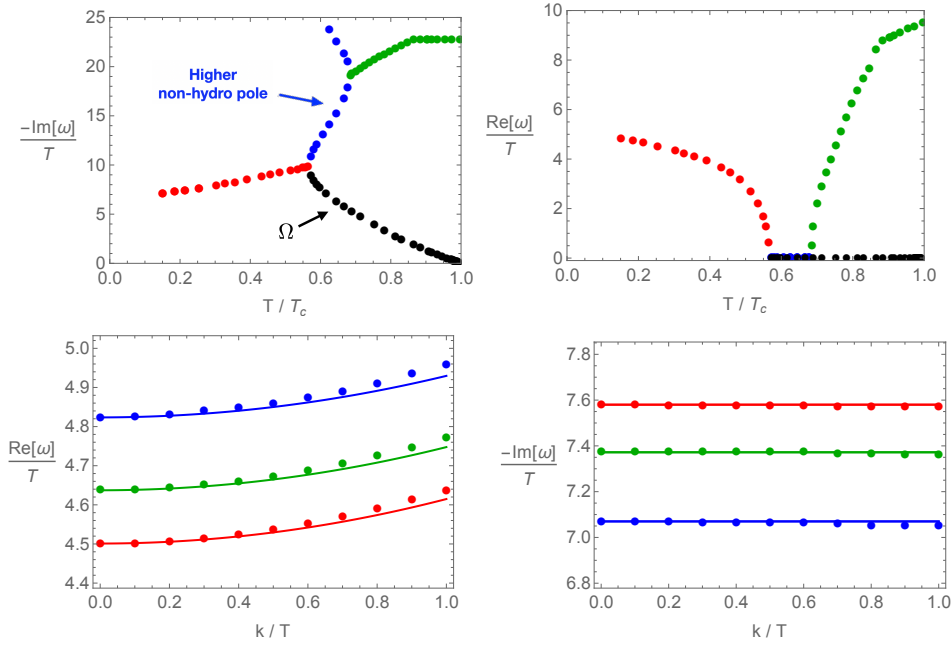 25
20
15
10
5
0
-Im[ω]
T
Higher
non-hydro pole
Ω
0.0 0.2 0.4 0.6 0.8 1.0
T / Tc
10
8
6
4
2
0
Re[ω]
T
0.0 0.2 0.4 0.6 0.8 1.0
T / Tc
5.0
4.9
4.8
4.7
4.6
4.5
4.4
Re[ω]
T
0.0 0.2 0.4 0.6 0.8 1.0
k / T
7.8
7.6
7.4
7.2
7.0
6.8
-Im[ω]
T
0.0 0.2 0.4 0.6 0.8 1.0
k / T